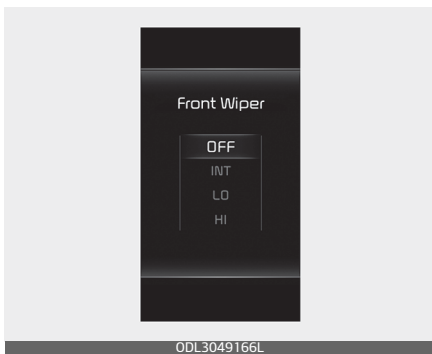 Front Wiper
OFF
INT
LO
HI
ODL3049166L